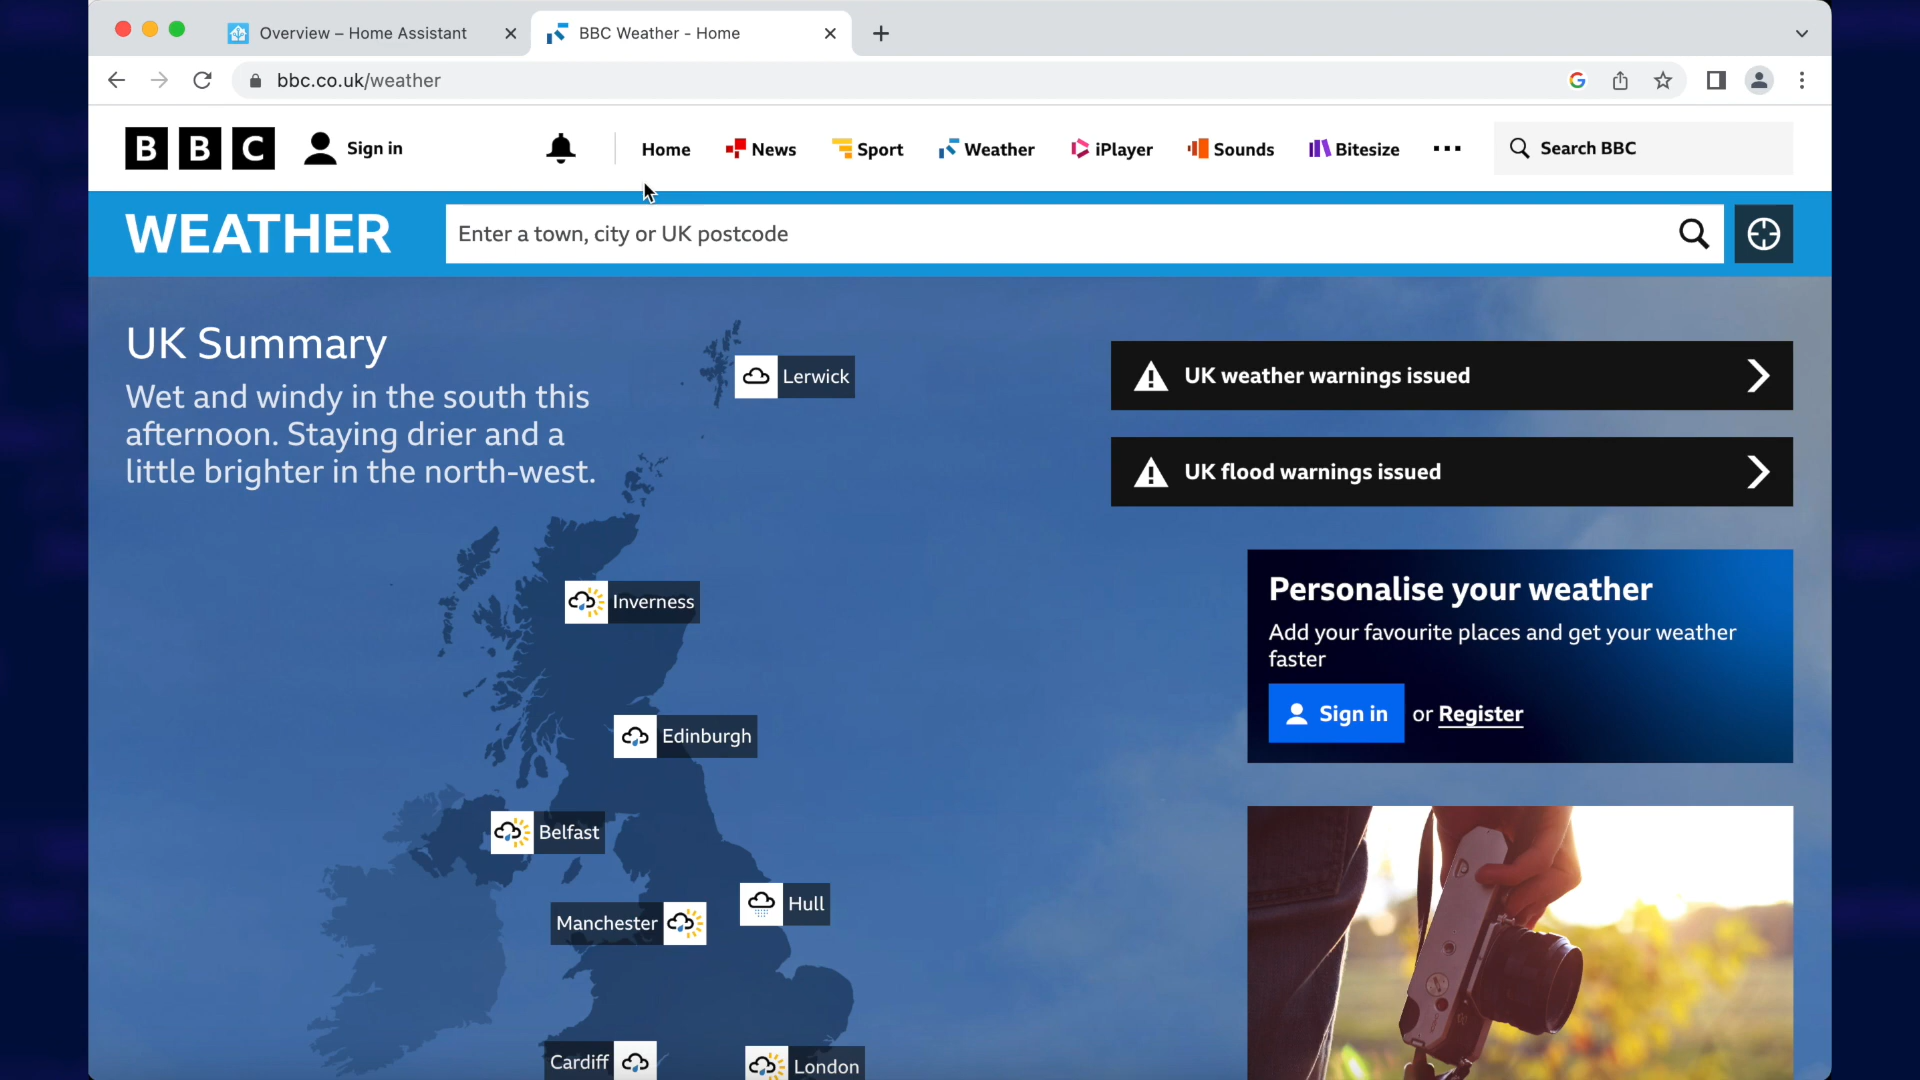 Overview – Home Assistant
BBC Weather - Home
bbc.co.uk/weather
BBC
Sign in
Home
News
Sport
Weather
iPlayer
Sounds
Bitesize
Search BBC
WEATHER
Enter a town, city or UK postcode
UK Summary
Wet and windy in the south this
afternoon. Staying drier and a
little brighter in the north-west.
Lerwick
Inverness
Edinburgh
Belfast
Hull
Manchester
Cardiff
London
UK weather warnings issued
UK flood warnings issued
Personalise your weather
Add your favourite places and get your weather
faster
Sign in or Register